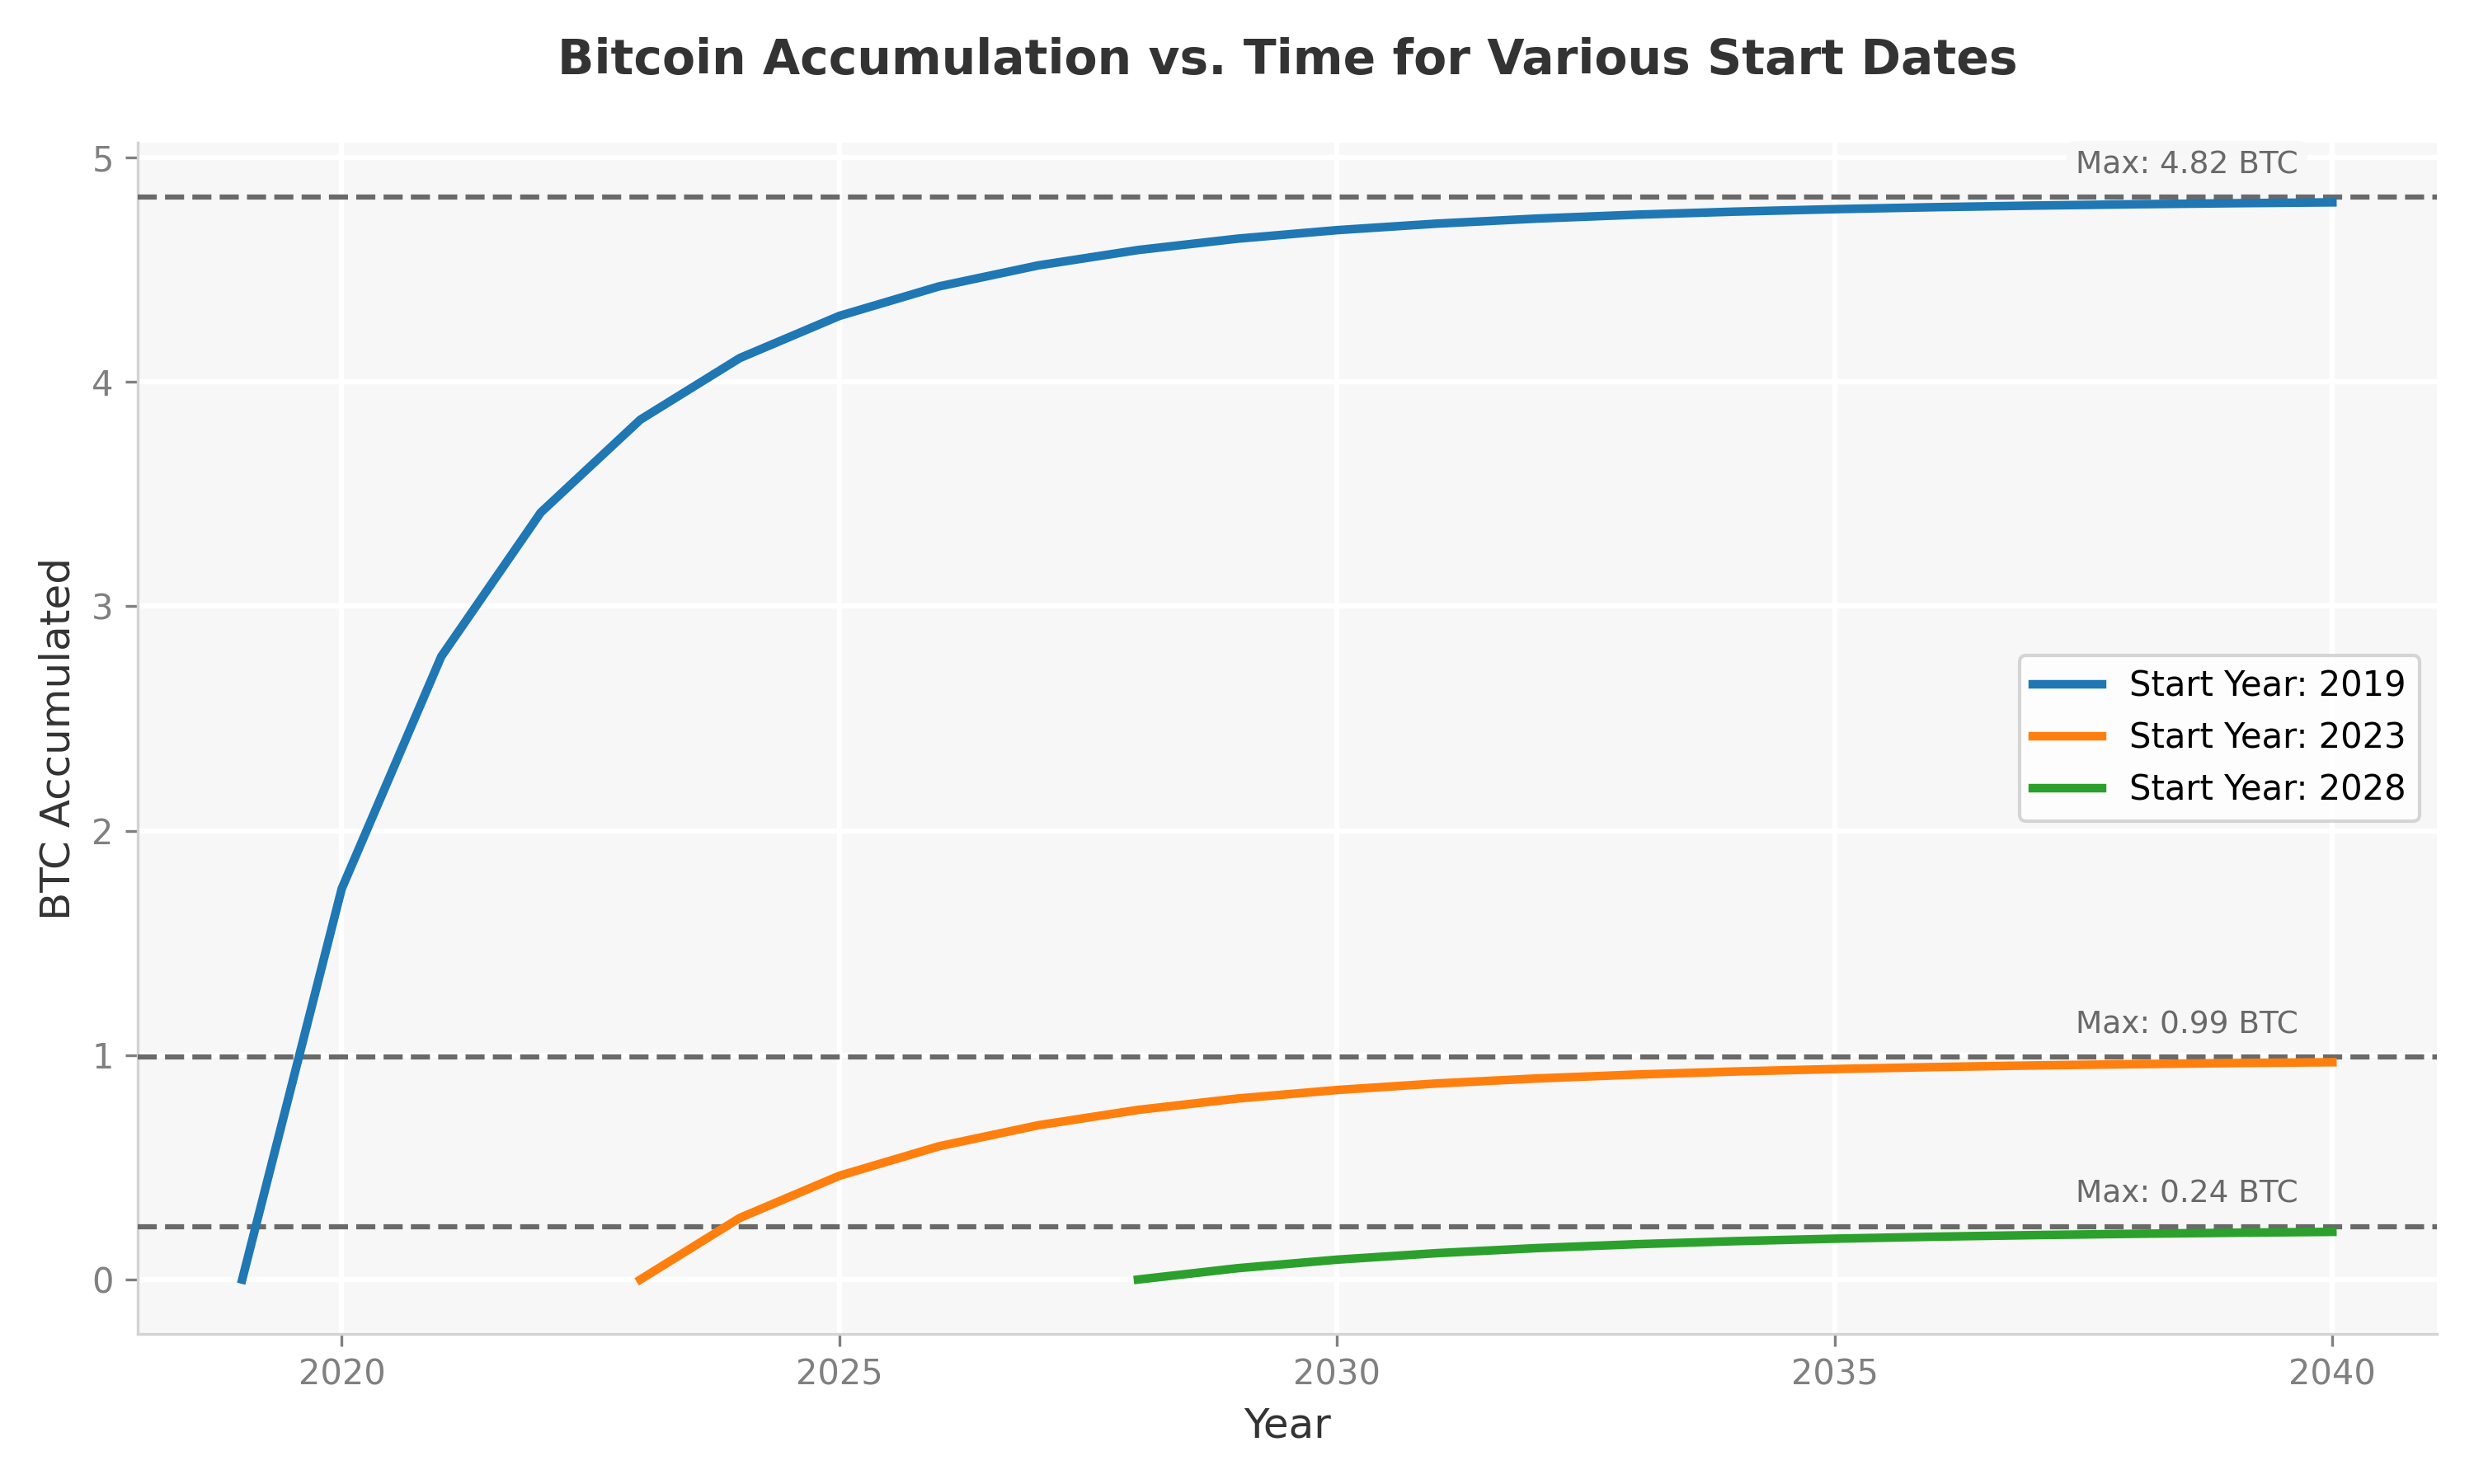 Bitcoin Accumulation vs. Time for Various Start Dates
5
Max: 4.82 BTC
4
3
BTC Accumulated
Start Year: 2019
Start Year: 2023
Start Year: 2028
2
Max: 0.99 BTC
1
Max: 0.24 BTC
0
2020 2025 2030 2035 2040
Year